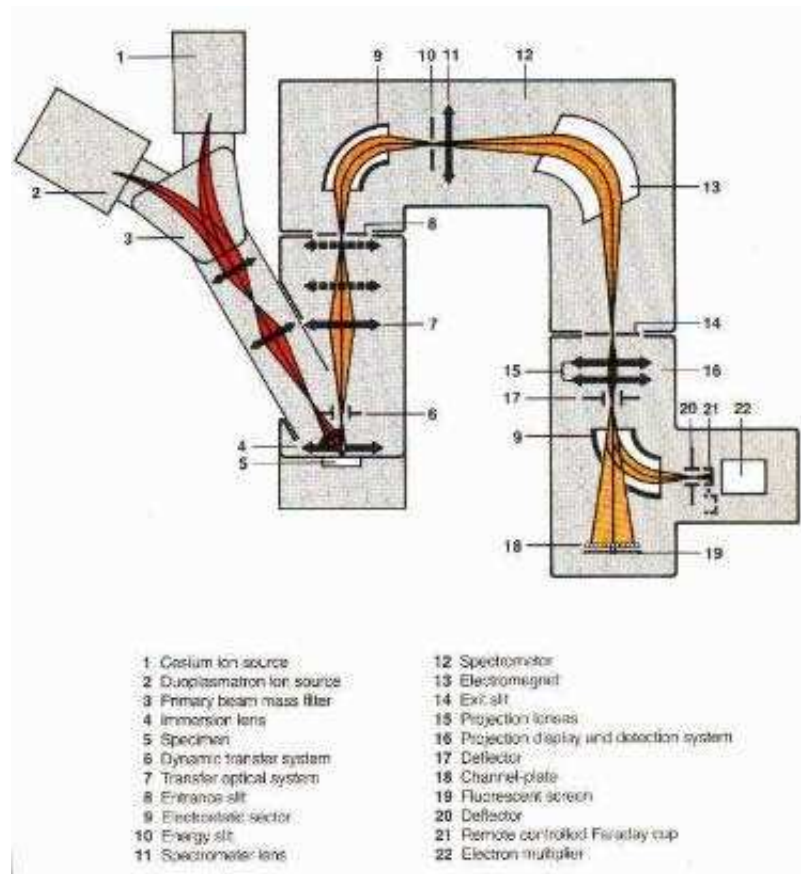 9 10 11 12
1
2
3
8
13
7
14
15
16
6
17
20 21 22
4
9
5
18
19
1 Cesium ion source
2 Duoplasmatron ion source
3 Primary beam mass filter
4 Immersion lens
5 Specimen
6 Dynamic transfer system
7 Transfer optical system
8 Entrance slit
9 Electrostatic sector
10 Energy slit
11 Spectrometer lens
12 Spectrometer
13 Electromagnet
14 Exit slit
15 Projection lenses
16 Projection display and detection system
17 Deflector
18 Channel-plate
19 Fluorescent screen
20 Deflector
21 Remote controlled Faraday cup
22 Electron multiplier